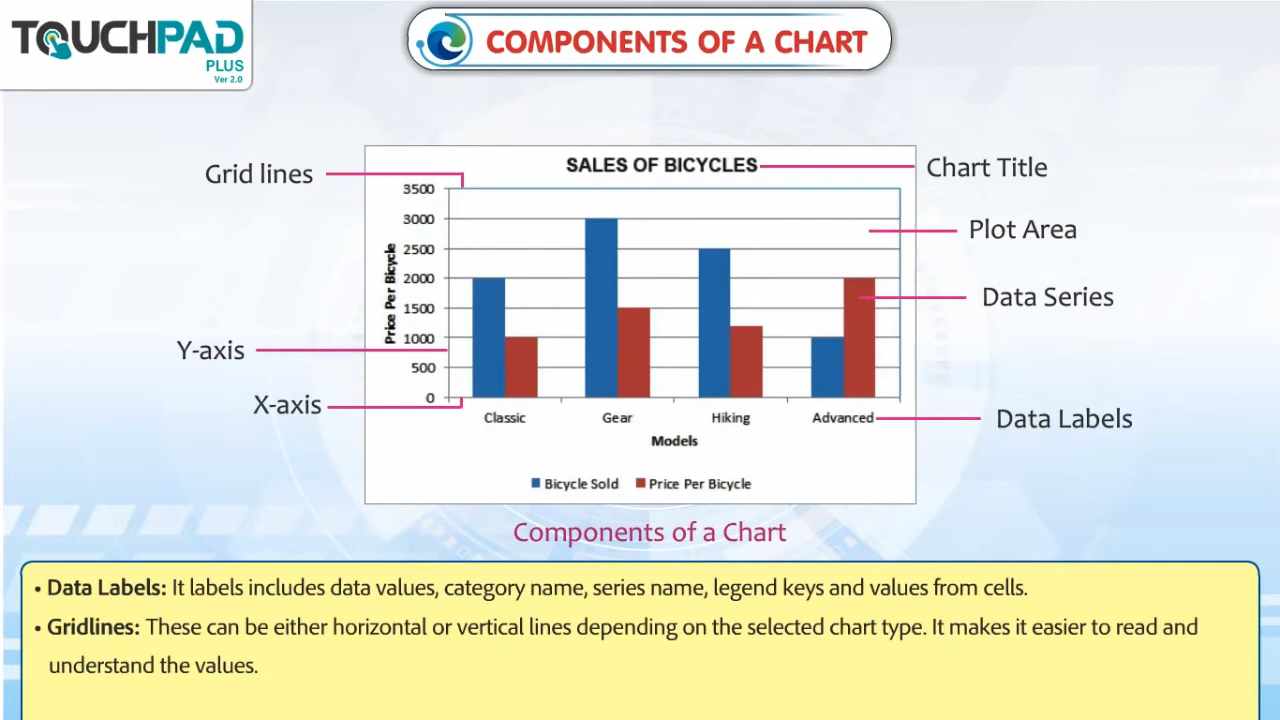 TOUCHPAD
PLUS
Ver 2.0
COMPONENTS OF A CHART
SALES OF BICYCLES
Chart Title
Grid lines
Plot Area
Data Series
Y-axis
X-axis
Data Labels
Price Per Bicycle
3500
3000
2500
2000
1500
1000
500
0
Classic Gear Hiking Advanced
Models
Bicycle Sold Price Per Bicycle
Components of a Chart
• Data Labels: It labels includes data values, category name, series name, legend keys and values from cells.
• Gridlines: These can be either horizontal or vertical lines depending on the selected chart type. It makes it easier to read and
understand the values.